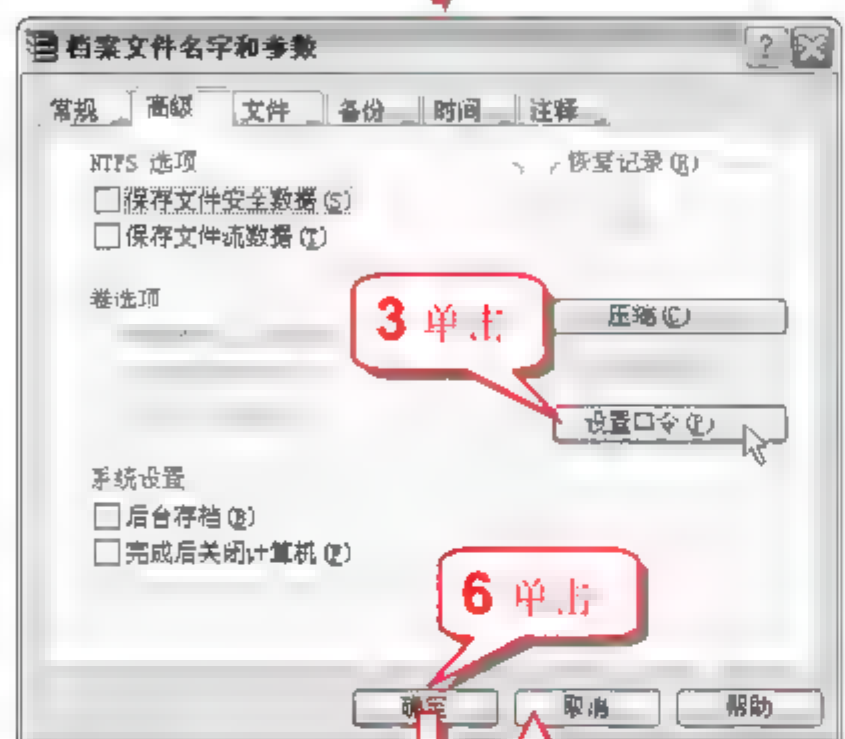 档案文件名字和参数
常规 高级 文件 备份 时间 注释
NTFS 选项
恢复记录(R)
保存文件安全数据(S)
保存文件流数据(T)
卷选项
3 单击
压缩(C)
设置口令(P)
系统设置
后台存档(B)
完成后关闭计算机(F)
6 单击
确定 取消 帮助